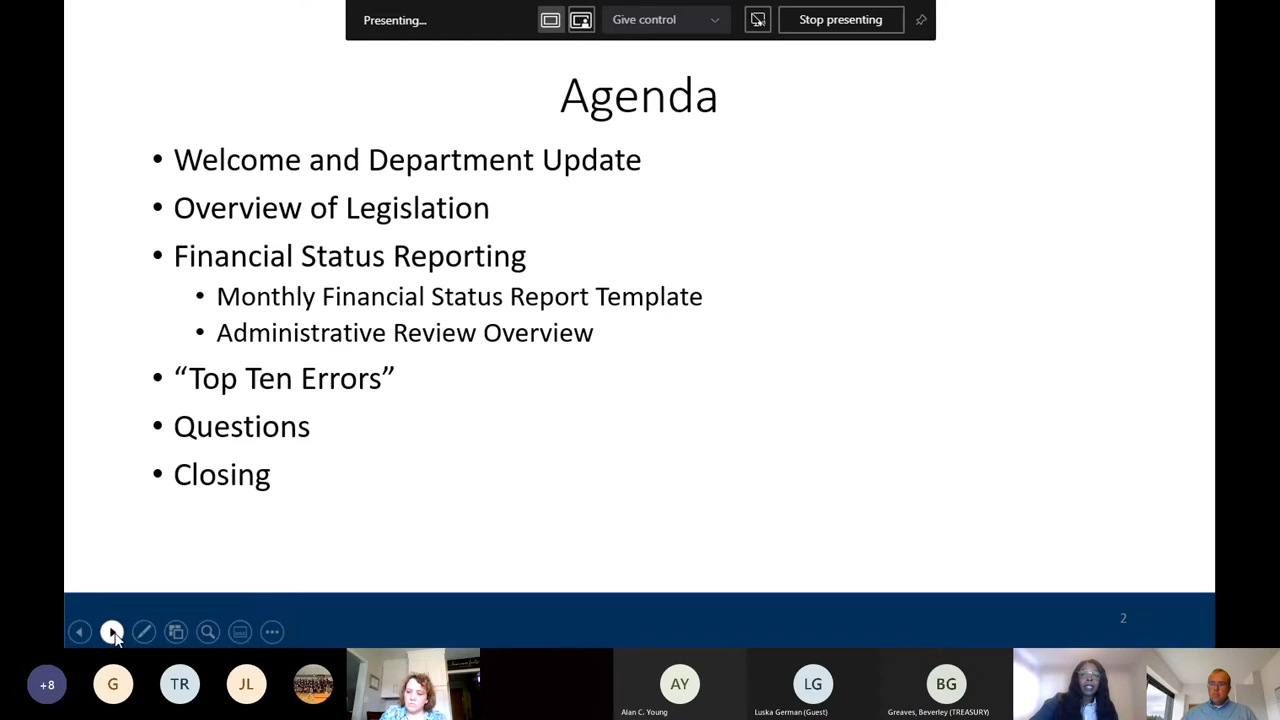 Presenting...
Give control
Stop presenting
Agenda
• Welcome and Department Update
• Overview of Legislation
• Financial Status Reporting
• Monthly Financial Status Report Template
• Administrative Review Overview
• “Top Ten Errors”
• Questions
• Closing
2
+8
G
TR
JL
AY
LG
BG
Alan C. Young
Luska German (Guest)
Greaves, Beverley (TREASURY)